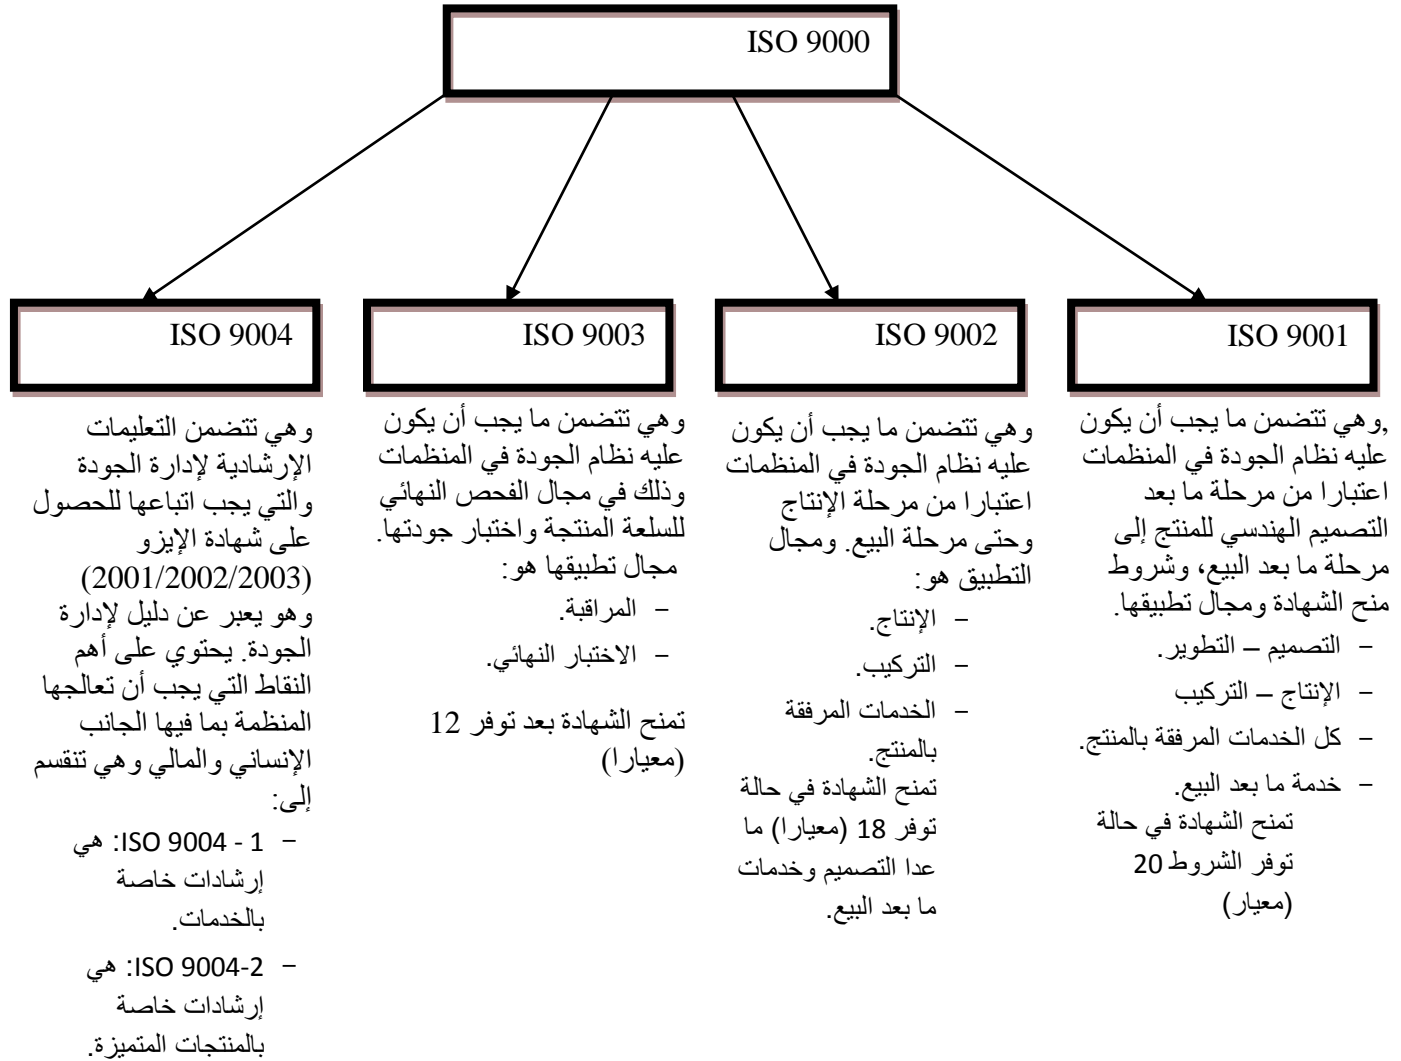 ISO 9000
ISO 9001
,وهي تتضمن ما يجب أن يكون
عليه نظام الجودة في المنظمات
اعتبارا من مرحلة ما بعد
التصميم الهندسي للمنتج إلى
مرحلة ما بعد البيع، وشروط
منح الشهادة ومجال تطبيقها.
- التصميم – التطوير.
- الإنتاج – التركيب
- كل الخدمات المرفقة بالمنتج.
- خدمة ما بعد البيع.
تمنح الشهادة في حالة
توفر الشروط 20
(معيار)
ISO 9002
وهي تتضمن ما يجب أن يكون
عليه نظام الجودة في المنظمات
اعتبارا من مرحلة الإنتاج
وحتى مرحلة البيع. ومجال
التطبيق هو:
- الإنتاج.
- التركيب.
- الخدمات المرفقة
بالمنتج.
تمنح الشهادة في حالة
توفر 18 (معيارا) ما
عدا التصميم وخدمات
ما بعد البيع.
ISO 9003
وهي تتضمن ما يجب أن يكون
عليه نظام الجودة في المنظمات
وذلك في مجال الفحص النهائي
للسلعة المنتجة واختبار جودتها.
مجال تطبيقها هو:
- المراقبة.
- الاختبار النهائي.
تمنح الشهادة بعد توفر 12
(معيارا)
ISO 9004
وهي تتضمن التعليمات
الإرشادية لإدارة الجودة
والتي يجب اتباعها للحصول
على شهادة الإيزو
(2001/2002/2003)
وهو يعبر عن دليل لإدارة
الجودة. يحتوي على أهم
النقاط التي يجب أن تعالجها
المنظمة بما فيها الجانب
الإنساني والمالي وهي تنقسم
إلى:
- ISO 9004 - 1: هي
إرشادات خاصة
بالخدمات.
- ISO 9004-2: هي
إرشادات خاصة
بالمنتجات المتميزة.